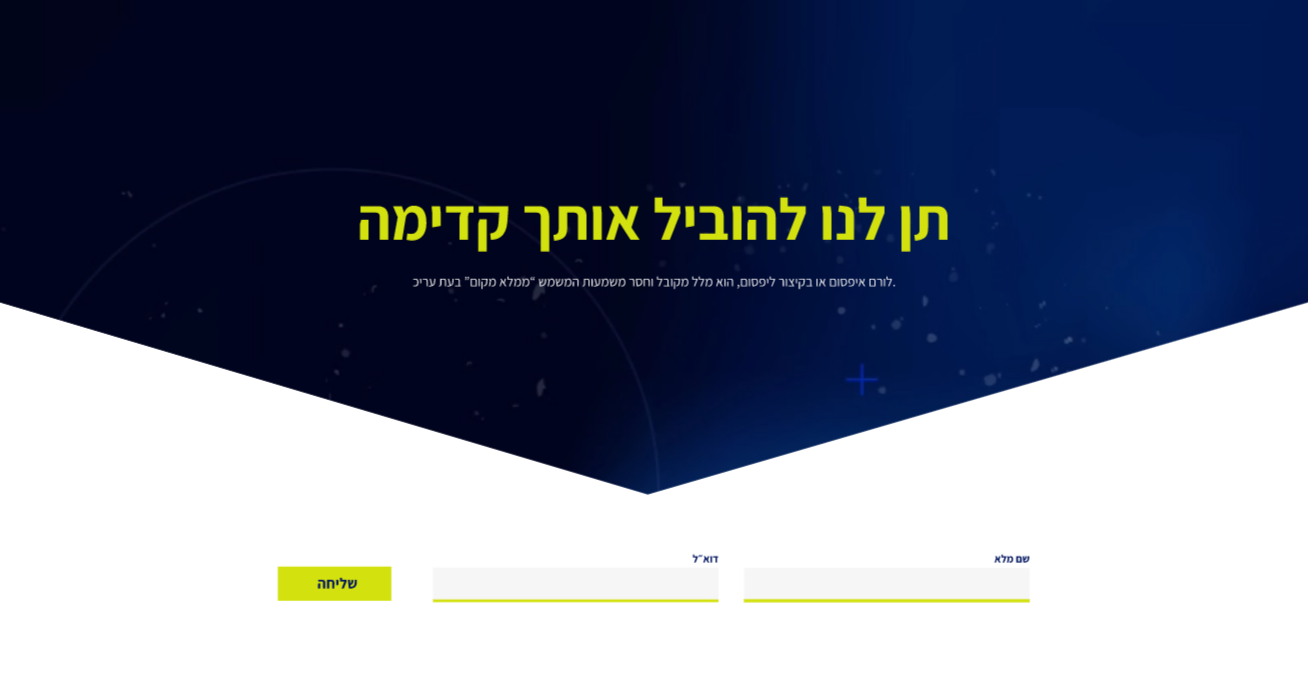 תן לנו להוביל אותך קדימה
לורם איפסום או בקיצור ליפסום, הוא מלל מקובל וחסר משמעות המשמש "ממלא מקום" בעת עריכ.
שם מלא
דוא״ל
שליחה